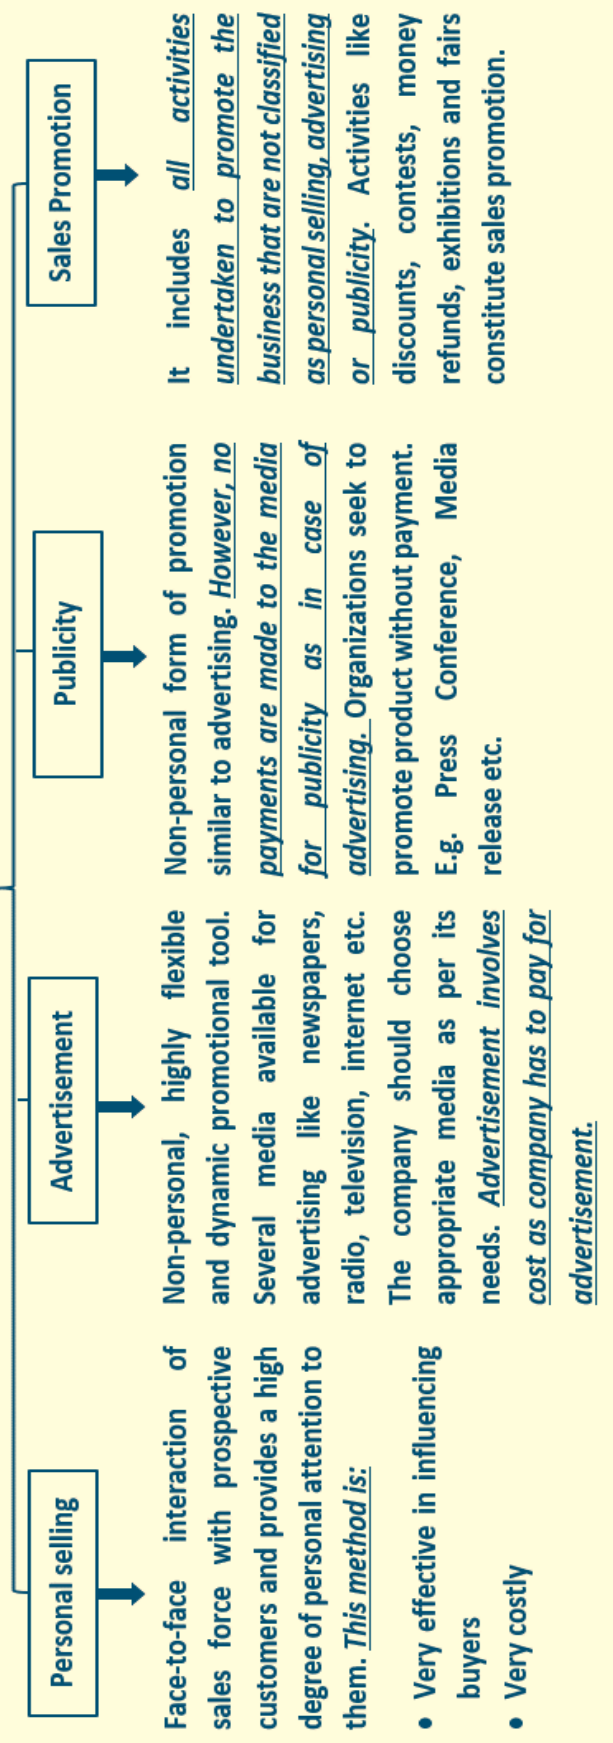 Personal selling
Face-to-face interaction of
sales force with prospective
customers and provides a high
degree of personal attention to
them. This method is:
• Very effective in influencing
buyers
• Very costly
Advertisement
Non-personal, highly flexible
and dynamic promotional tool.
Several media available for
advertising like newspapers,
radio, television, internet etc.
The company should choose
appropriate media as per its
needs. Advertisement involves
cost as company has to pay for
advertisement.
Publicity
Non-personal form of promotion
similar to advertising. However, no
payments are made to the media
for publicity as in case of
advertising. Organizations seek to
promote product without payment.
E.g. Press Conference, Media
release etc.
Sales Promotion
It includes all activities
undertaken to promote the
business that are not classified
as personal selling, advertising
or publicity. Activities like
discounts, contests, money
refunds, exhibitions and fairs
constitute sales promotion.